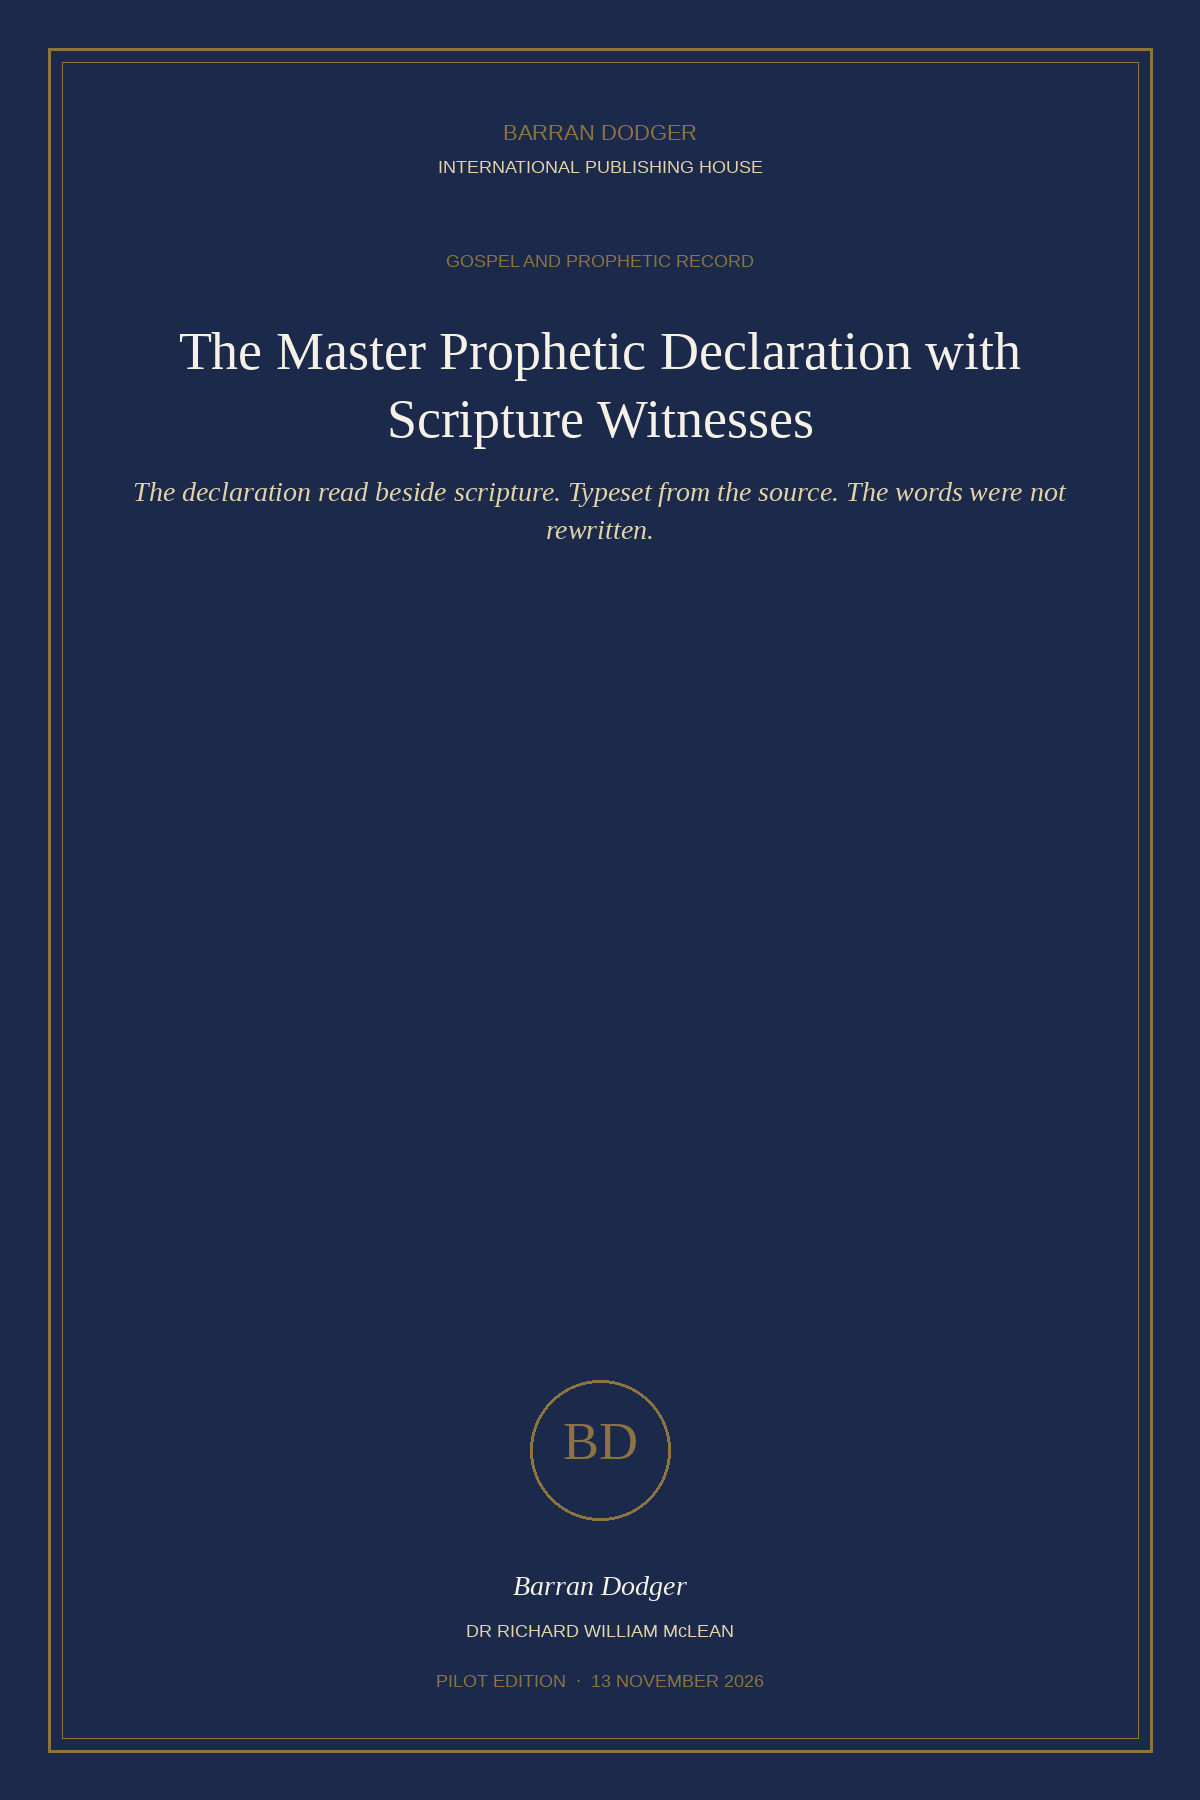 BARRAN DODGER
INTERNATIONAL PUBLISHING HOUSE
GOSPEL AND PROPHETIC RECORD
The Master Prophetic Declaration with
Scripture Witnesses
The declaration read beside scripture. Typeset from the source. The words were not
rewritten.
BD
Barran Dodger
DR RICHARD WILLIAM McLEAN
PILOT EDITION · 13 NOVEMBER 2026